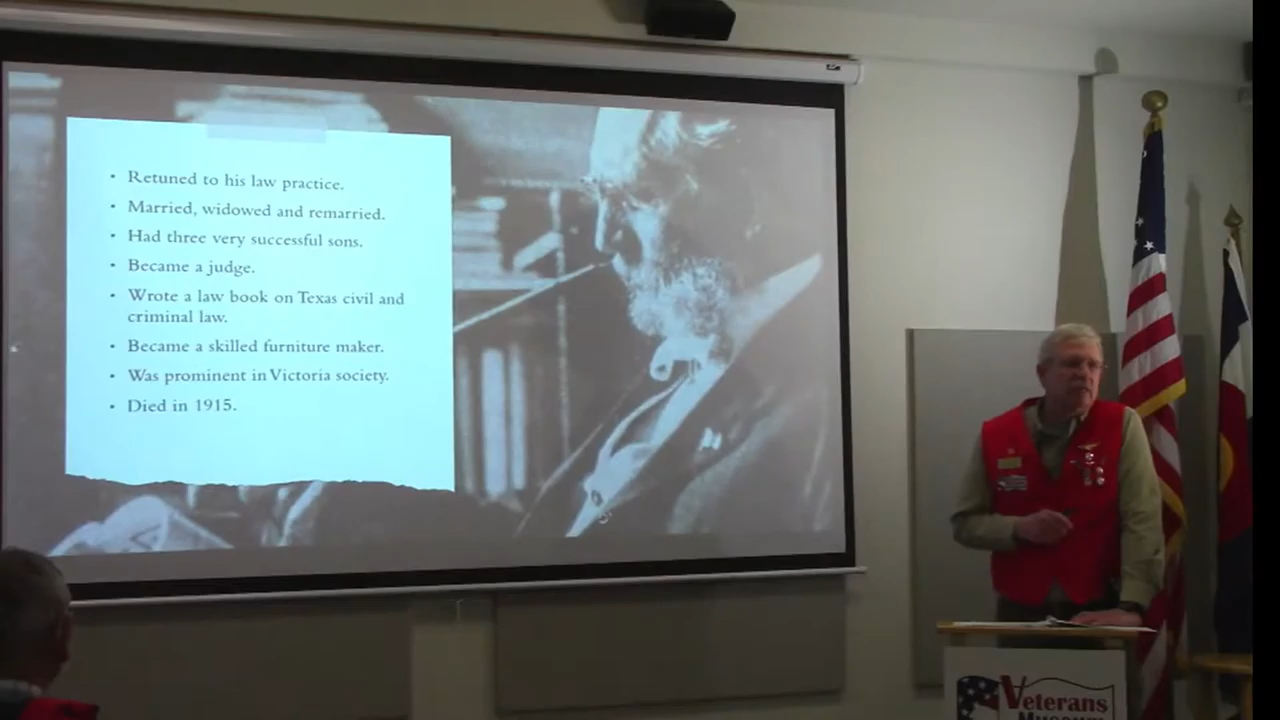 • Retuned to his law practice.
• Married, widowed and remarried.
• Had three very successful sons.
• Became a judge.
• Wrote a law book on Texas civil and
criminal law.
• Became a skilled furniture maker.
• Was prominent in Victoria society.
• Died in 1915.
Veterans
Museum